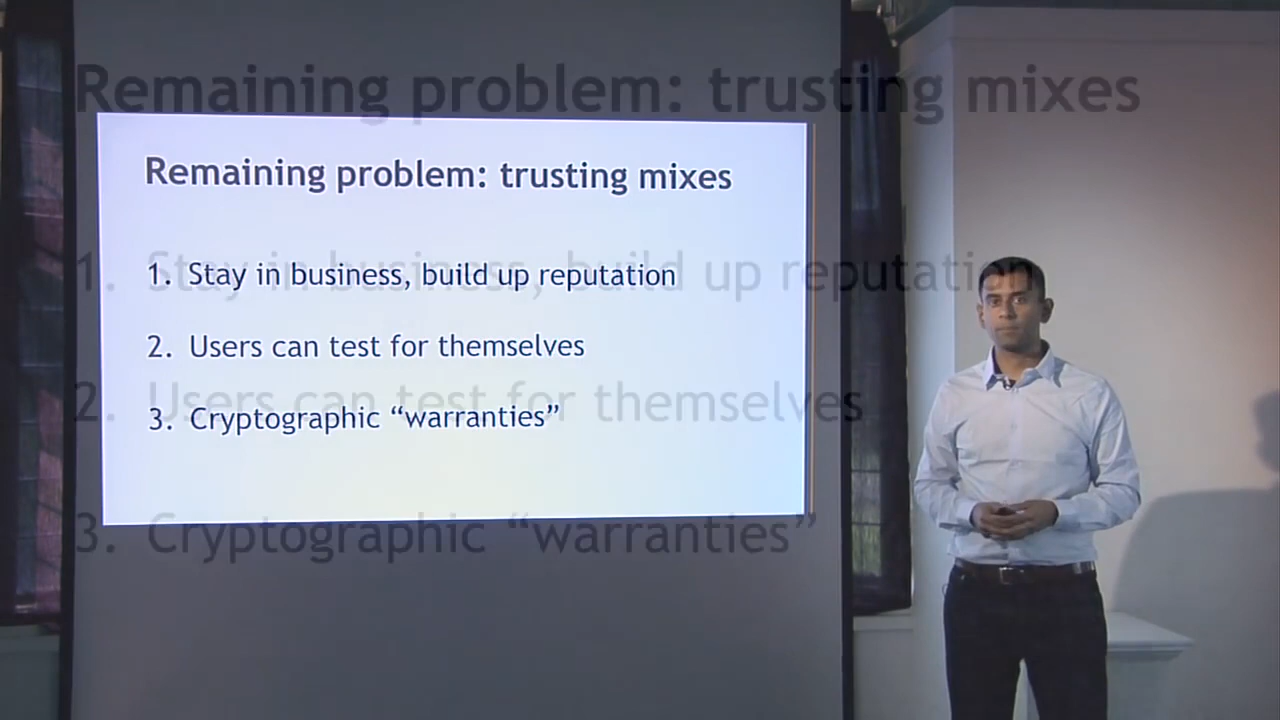 Remaining problem: trusting mixes
Remaining problem: trusting mixes
1. Stay in business, build up reputation
1. Stay in business, build up reputation
2. Users can test for themselves
2. Users can test for themselves
3. Cryptographic “warranties”
3. Cryptographic “warranties”